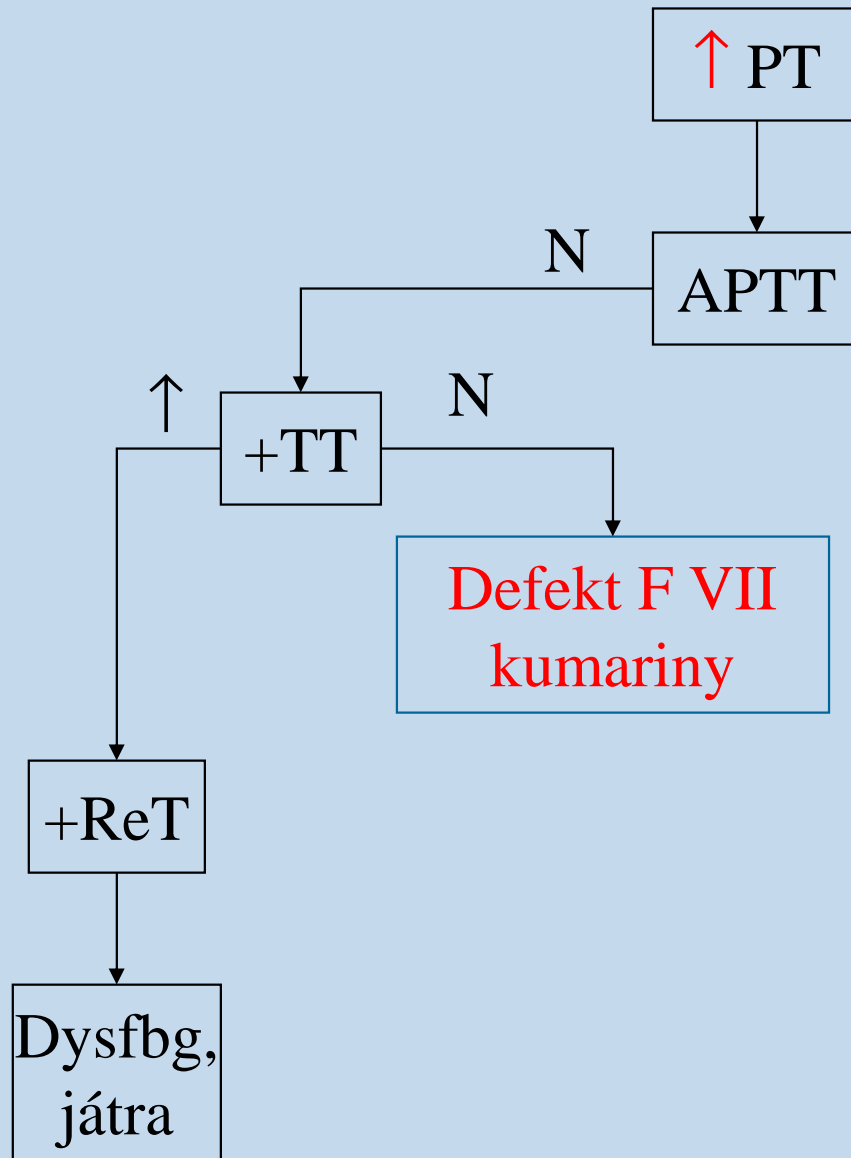 ↑ PT
N
APTT
↑
N
+TT
Defekt F VII
kumariny
+ReT
Dysfbg,
játra